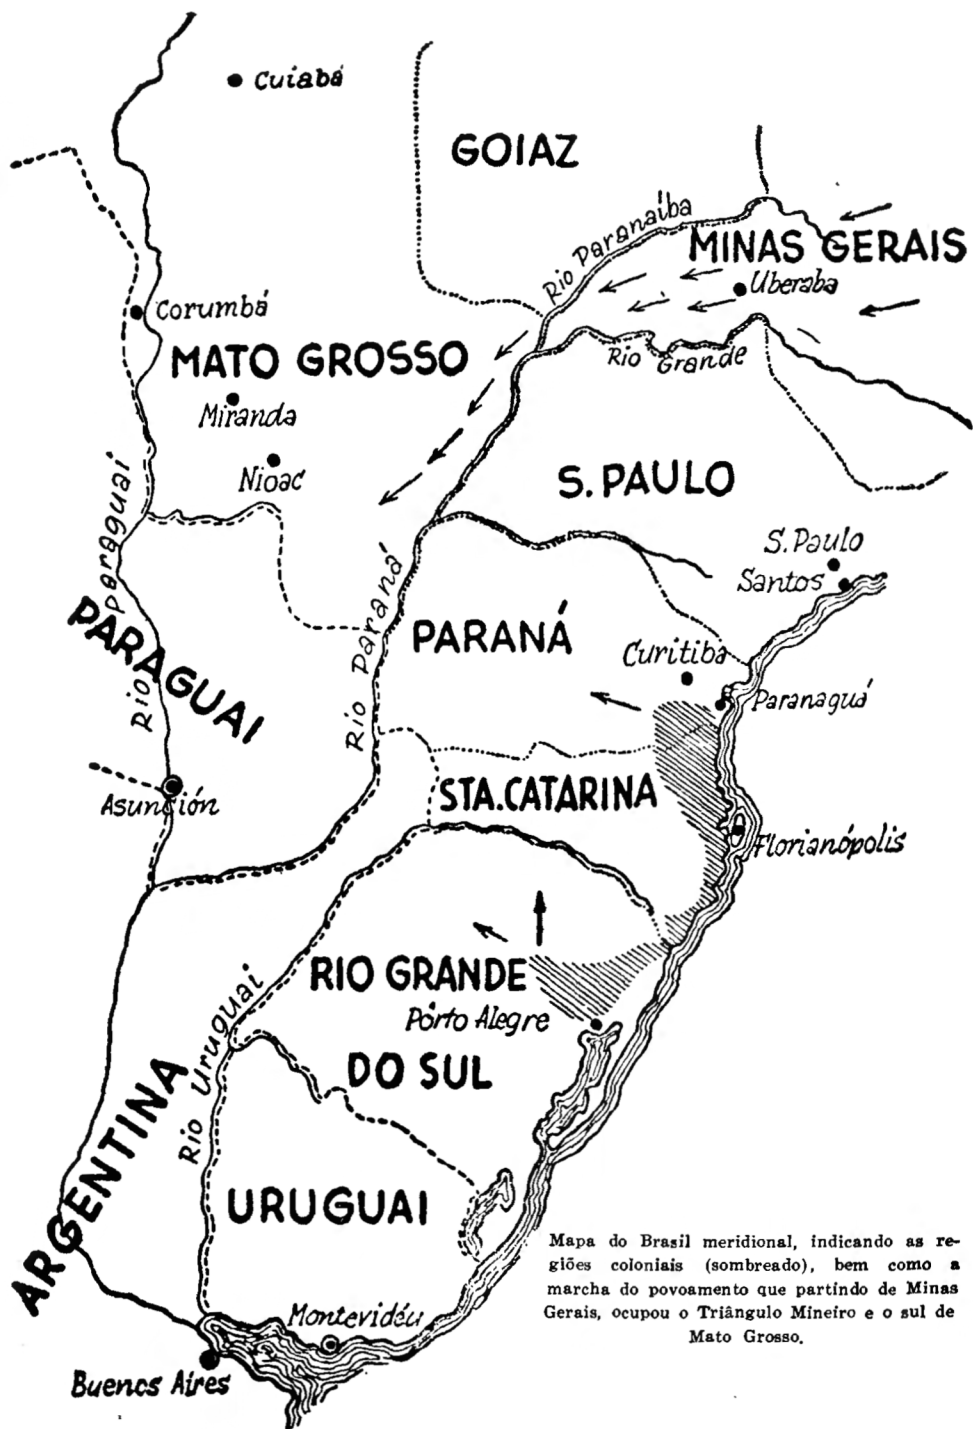 Cuiabá
GOIAZ
Rio Paranaíba
MINAS GERAIS
Uberaba
Corumbá
MATO GROSSO
Rio Grande
Miranda
Nioac
S. PAULO
Rio Paraguai
S. Paulo
Santos
PARAGUAI
Rio Paraná
PARANÁ
Curitiba
Paranaguá
Asunción
STA. CATARINA
Florianópolis
RIO GRANDE
DO SUL
Pôrto Alegre
Rio Uruguai
ARGENTINA
URUGUAI
Montevidéu
Buenos Aires
Mapa do Brasil meridional, indicando as re-
giões coloniais (sombreado), bem como a
marcha do povoamento que partindo de Minas
Gerais, ocupou o Triângulo Mineiro e o sul de
Mato Grosso.